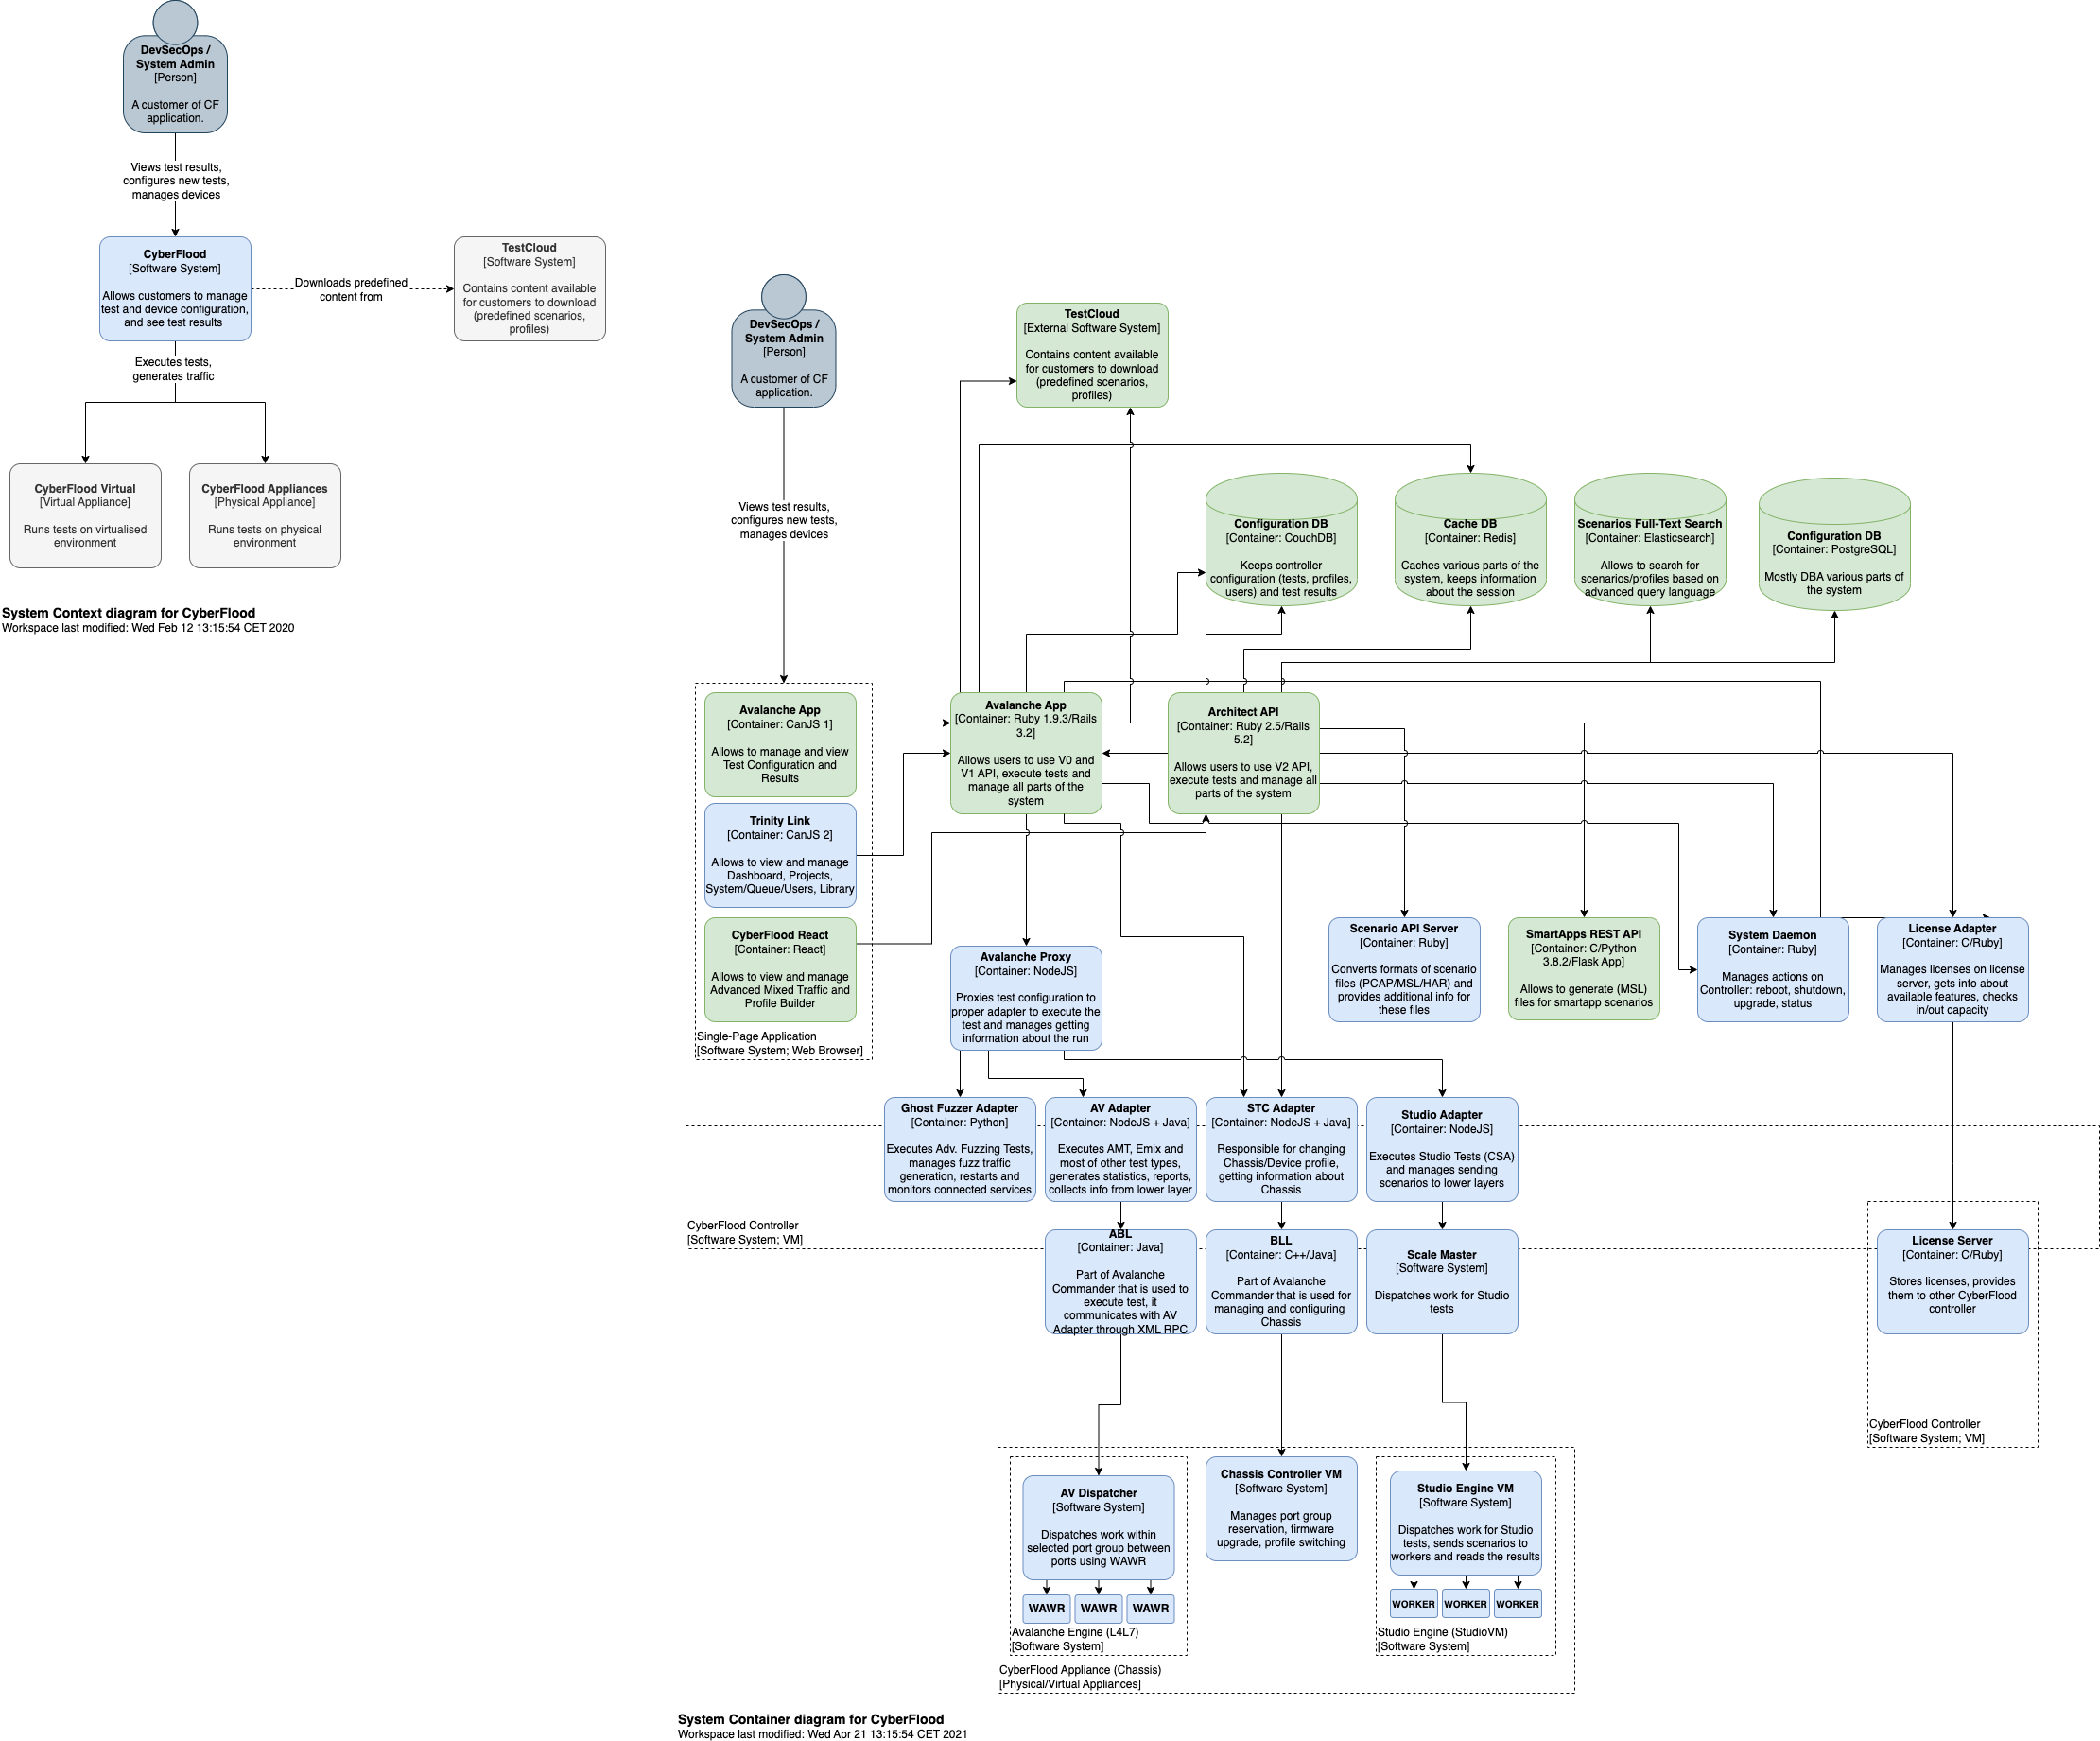 DevSecOps /
System Admin
[Person]
A customer of CF
application.
Views test results,
configures new tests,
manages devices
CyberFlood
[Software System]
Allows customers to manage
test and device configuration,
and see test results
Downloads predefined
content from
TestCloud
[Software System]
Contains content available
for customers to download
(predefined scenarios,
profiles)
Executes tests,
generates traffic
CyberFlood Virtual
[Virtual Appliance]
Runs tests on virtualised
environment
CyberFlood Appliances
[Physical Appliance]
Runs tests on physical
environment
System Context diagram for CyberFlood
Workspace last modified: Wed Feb 12 13:15:54 CET 2020
DevSecOps /
System Admin
[Person]
A customer of CF
application.
Views test results,
configures new tests,
manages devices
TestCloud
[External Software System]
Contains content available
for customers to download
(predefined scenarios,
profiles)
Configuration DB
[Container: CouchDB]
Keeps controller
configuration (tests, profiles,
users) and test results
Cache DB
[Container: Redis]
Caches various parts of the
system, keeps information
about the session
Scenarios Full-Text Search
[Container: Elasticsearch]
Allows to search for
scenarios/profiles based on
advanced query language
Configuration DB
[Container: PostgreSQL]
Mostly DBA various parts of
the system
Avalanche App
[Container: CanJS 1]
Allows to manage and view
Test Configuration and
Results
Trinity Link
[Container: CanJS 2]
Allows to view and manage
Dashboard, Projects,
System/Queue/Users, Library
CyberFlood React
[Container: React]
Allows to view and manage
Advanced Mixed Traffic and
Profile Builder
Single-Page Application
[Software System; Web Browser]
Avalanche App
[Container: Ruby 1.9.3/Rails
3.2]
Allows users to use V0 and
V1 API, execute tests and
manage all parts of the
system
Architect API
[Container: Ruby 2.5/Rails
5.2]
Allows users to use V2 API,
execute tests and manage all
parts of the system
Avalanche Proxy
[Container: NodeJS]
Proxies test configuration to
proper adapter to execute the
test and manages getting
information about the run
Scenario API Server
[Container: Ruby]
Converts formats of scenario
files (PCAP/MSL/HAR) and
provides additional info for
these files
SmartApps REST API
[Container: C/Python
3.8.2/Flask App]
Allows to generate (MSL)
files for smartapp scenarios
System Daemon
[Container: Ruby]
Manages actions on
Controller: reboot, shutdown,
upgrade, status
License Adapter
[Container: C/Ruby]
Manages licenses on license
server, gets info about
available features, checks
in/out capacity
Ghost Fuzzer Adapter
[Container: Python]
Executes Adv. Fuzzing Tests,
manages fuzz traffic
generation, restarts and
monitors connected services
AV Adapter
[Container: NodeJS + Java]
Executes AMT, Emix and
most of other test types,
generates statistics, reports,
collects info from lower layer
STC Adapter
[Container: NodeJS + Java]
Responsible for changing
Chassis/Device profile,
getting information about
Chassis
Studio Adapter
[Container: NodeJS]
Executes Studio Tests (CSA)
and manages sending
scenarios to lower layers
CyberFlood Controller
[Software System; VM]
ABL
[Container: Java]
Part of Avalanche
Commander that is used to
execute test, it
communicates with AV
Adapter through XML RPC
BLL
[Container: C++/Java]
Part of Avalanche
Commander that is used for
managing and configuring
Chassis
Scale Master
[Software System]
Dispatches work for Studio
tests
License Server
[Container: C/Ruby]
Stores licenses, provides
them to other CyberFlood
controller
CyberFlood Controller
[Software System; VM]
AV Dispatcher
[Software System]
Dispatches work within
selected port group between
ports using WAWR
WAWR
WAWR
WAWR
Avalanche Engine (L4L7)
[Software System]
Chassis Controller VM
[Software System]
Manages port group
reservation, firmware
upgrade, profile switching
Studio Engine VM
[Software System]
Dispatches work for Studio
tests, sends scenarios to
workers and reads the results
WORKER
WORKER
WORKER
Studio Engine (StudioVM)
[Software System]
CyberFlood Appliance (Chassis)
[Physical/Virtual Appliances]
System Container diagram for CyberFlood
Workspace last modified: Wed Apr 21 13:15:54 CET 2021